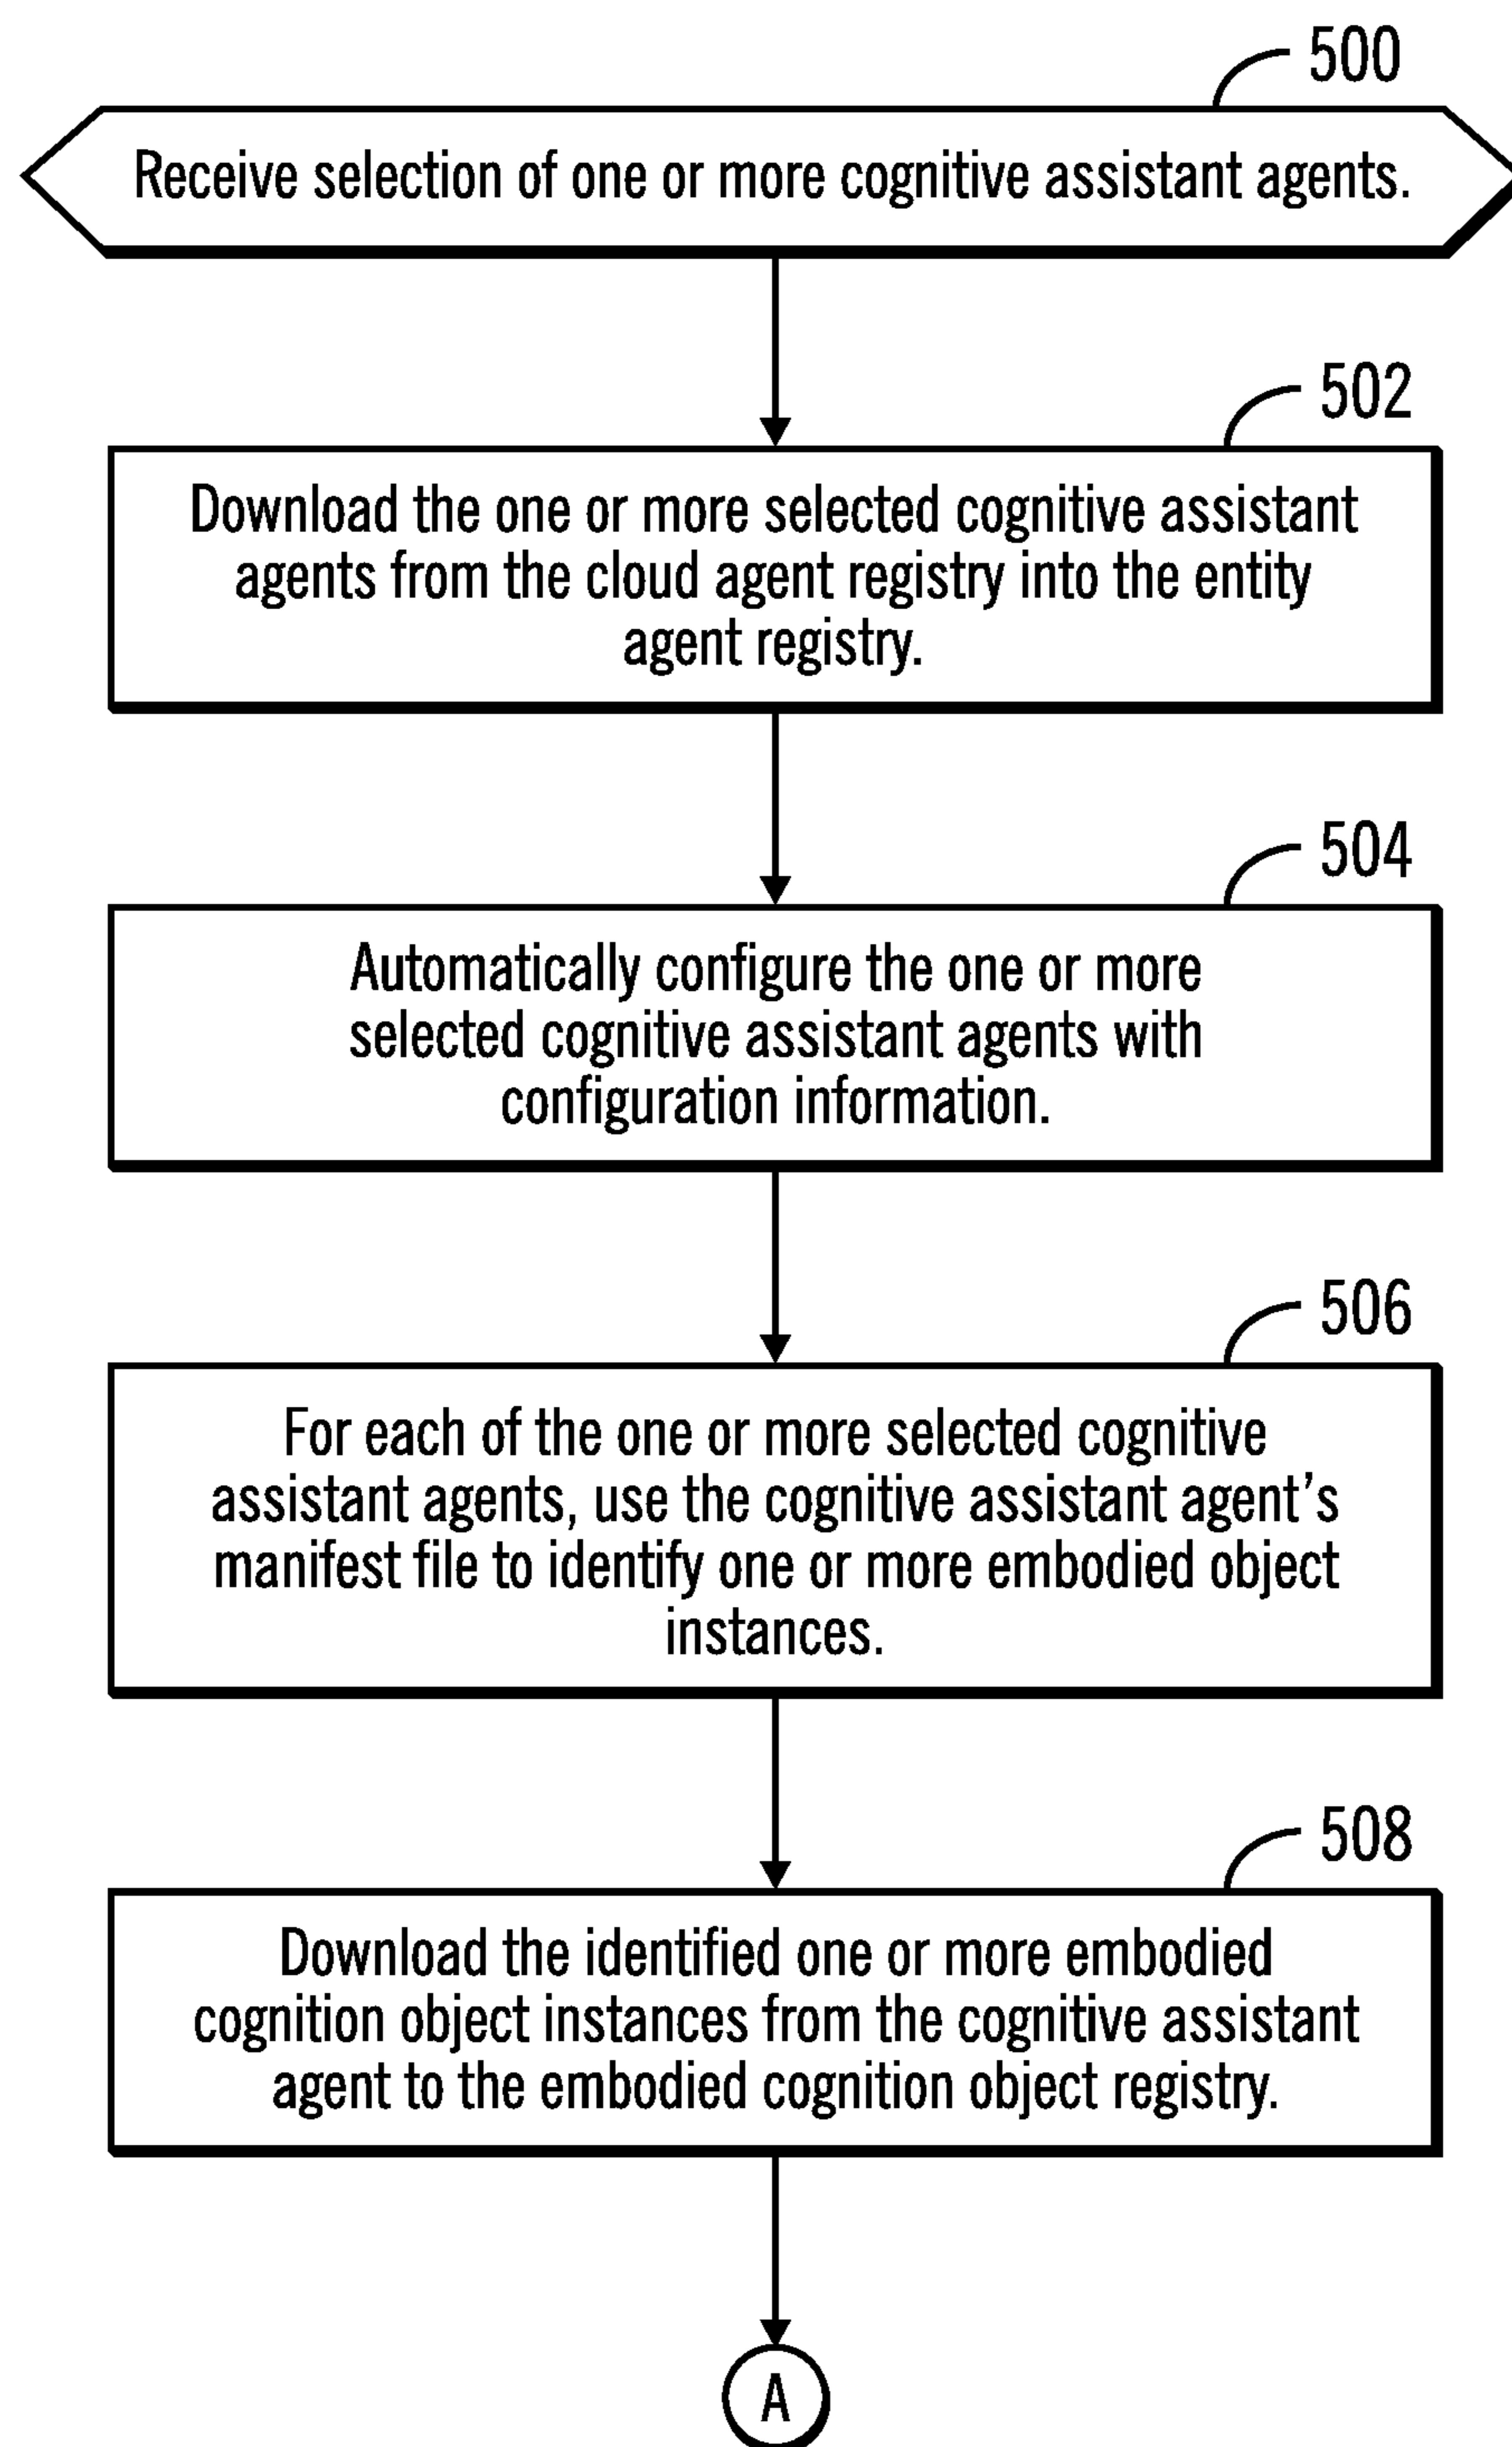 500
Receive selection of one or more cognitive assistant agents.
502
Download the one or more selected cognitive assistant
agents from the cloud agent registry into the entity
agent registry.
504
Automatically configure the one or more
selected cognitive assistant agents with
configuration information.
506
For each of the one or more selected cognitive
assistant agents, use the cognitive assistant agent’s
manifest file to identify one or more embodied object
instances.
508
Download the identified one or more embodied
cognition object instances from the cognitive assistant
agent to the embodied cognition object registry.
A